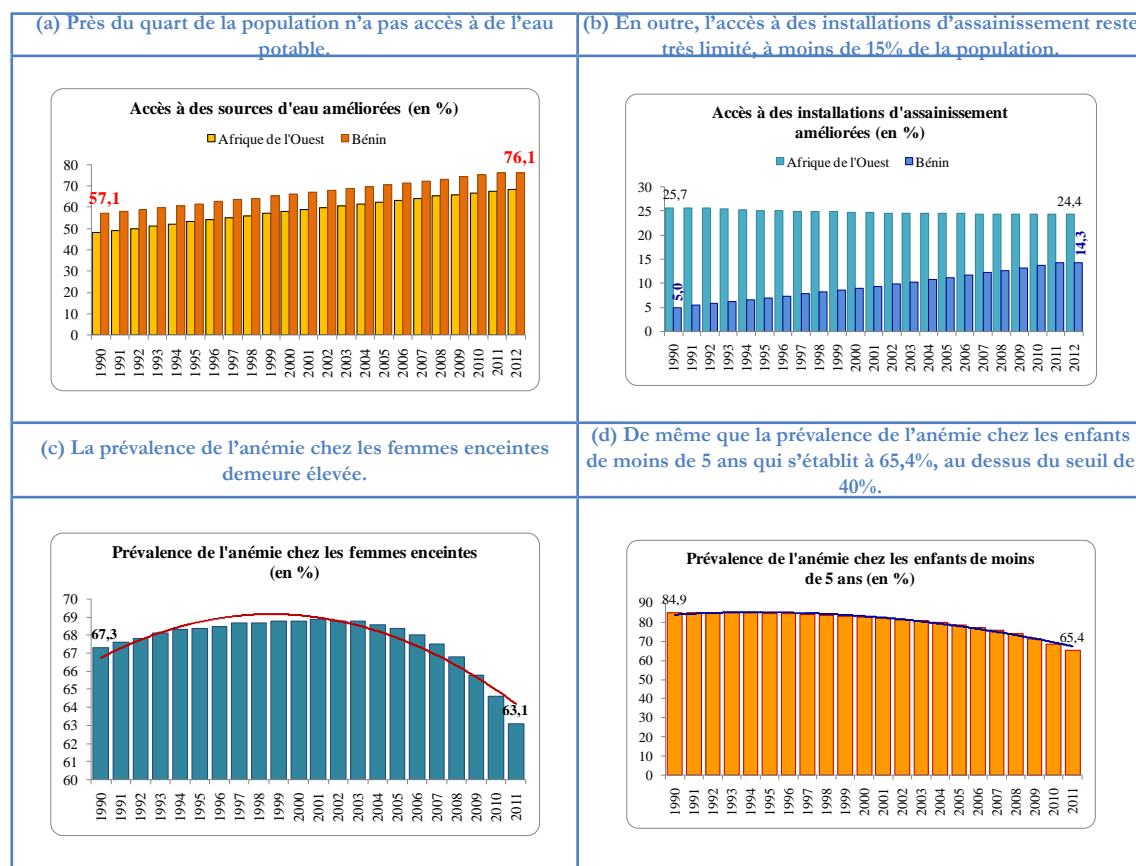 (a) Près du quart de la population n'a pas accès à de l'eau
potable.
(b) En outre, l'accès à des installations d'assainissement reste
très limité, à moins de 15% de la population.
Accès à des sources d'eau améliorées (en %)
Afrique de l'Ouest Bénin
80
70
60
50
40
30
20
10
0
57,1
76,1
1990 1991 1992 1993 1994 1995 1996 1997 1998 1999 2000 2001 2002 2003 2004 2005 2006 2007 2008 2009 2010 2011 2012
Accès à des installations d'assainissement
améliorées (en %)
Afrique de l'Ouest Bénin
30
25
20
15
10
5
0
25,7
24,4
5,0
14,3
1990 1991 1992 1993 1994 1995 1996 1997 1998 1999 2000 2001 2002 2003 2004 2005 2006 2007 2008 2009 2010 2011 2012
(c) La prévalence de l'anémie chez les femmes enceintes
demeure élevée.
(d) De même que la prévalence de l'anémie chez les enfants
de moins de 5 ans qui s'établit à 65,4%, au dessus du seuil de
40%.
Prévalence de l'anémie chez les femmes enceintes
(en %)
70
69
68
67
66
65
64
63
62
61
60
67,3
63,1
1990 1991 1992 1993 1994 1995 1996 1997 1998 1999 2000 2001 2002 2003 2004 2005 2006 2007 2008 2009 2010 2011
Prévalence de l'anémie chez les enfants de moins
de 5 ans (en %)
90
80
70
60
50
40
30
20
10
0
84,9
65,4
1990 1991 1992 1993 1994 1995 1996 1997 1998 1999 2000 2001 2002 2003 2004 2005 2006 2007 2008 2009 2010 2011